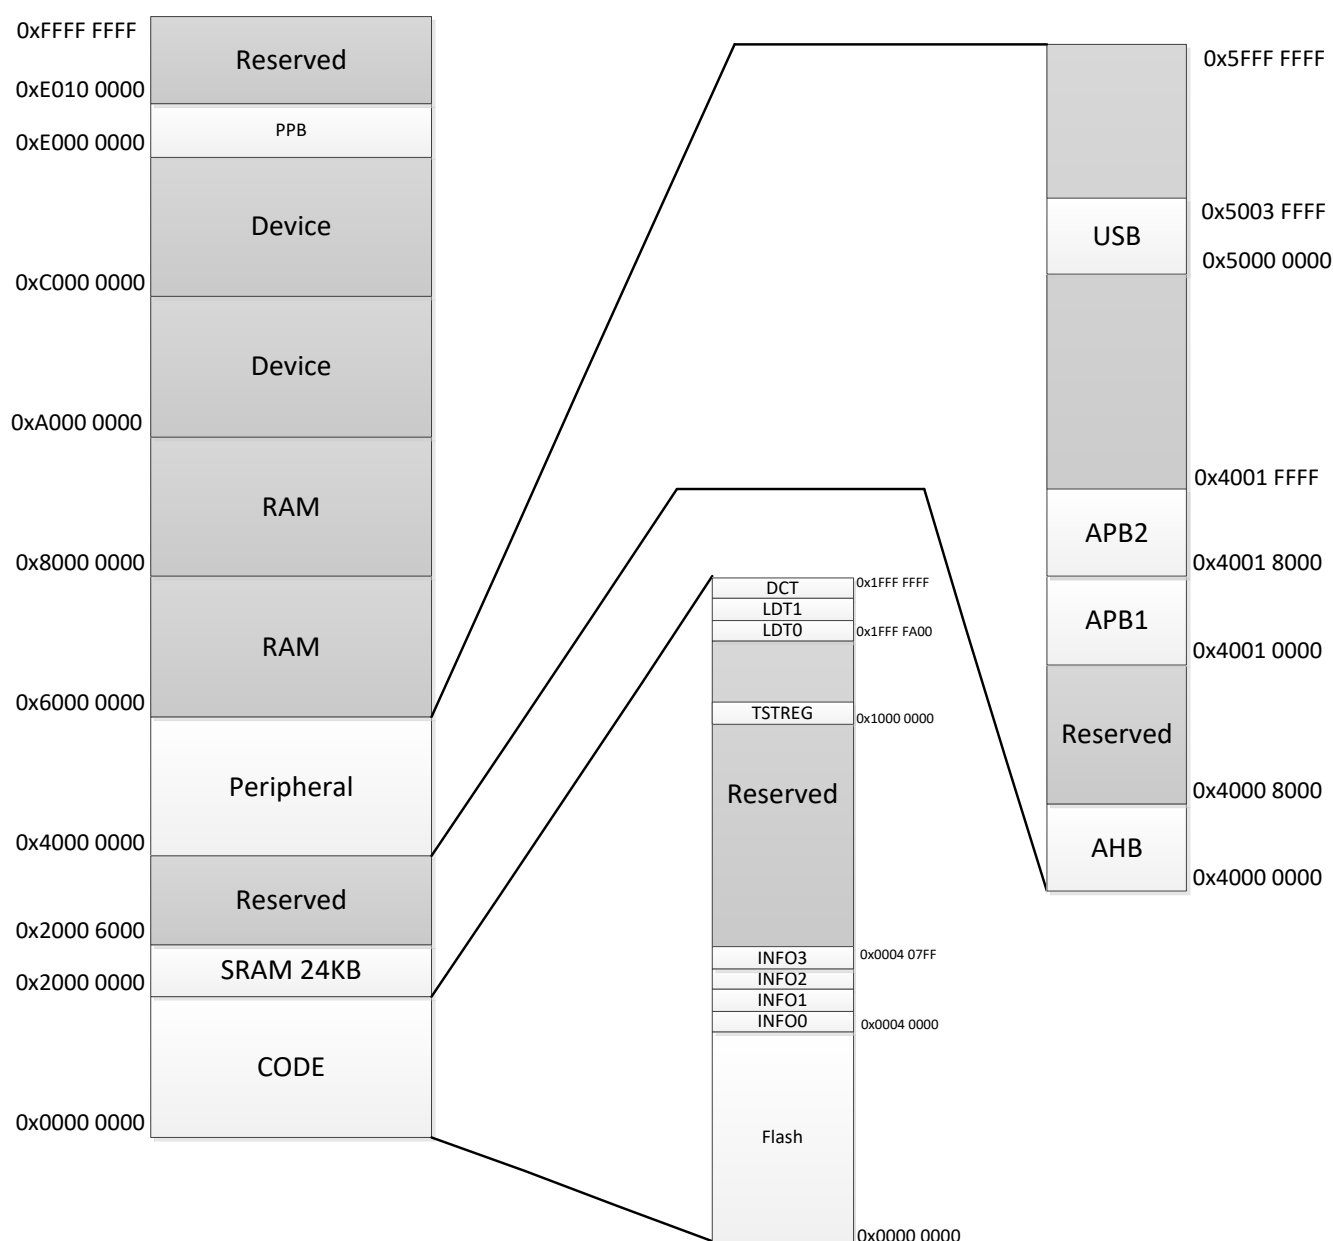 0xFFFF FFFF
Reserved
0xE010 0000
PPB
0xE000 0000
Device
0xC000 0000
Device
0xA000 0000
RAM
0x8000 0000
RAM
0x6000 0000
Peripheral
0x4000 0000
Reserved
0x2000 6000
SRAM 24KB
0x2000 0000
CODE
0x0000 0000
DCT
0x1FFF FFFF
LDT1
LDT0
0x1FFF FA00
TSTREG
0x1000 0000
Reserved
INFO3
0x0004 07FF
INFO2
INFO1
INFO0
0x0004 0000
Flash
0x0000 0000
0x5FFF FFFF
0x5003 FFFF
USB
0x5000 0000
0x4001 FFFF
APB2
0x4001 8000
APB1
0x4001 0000
Reserved
0x4000 8000
AHB
0x4000 0000